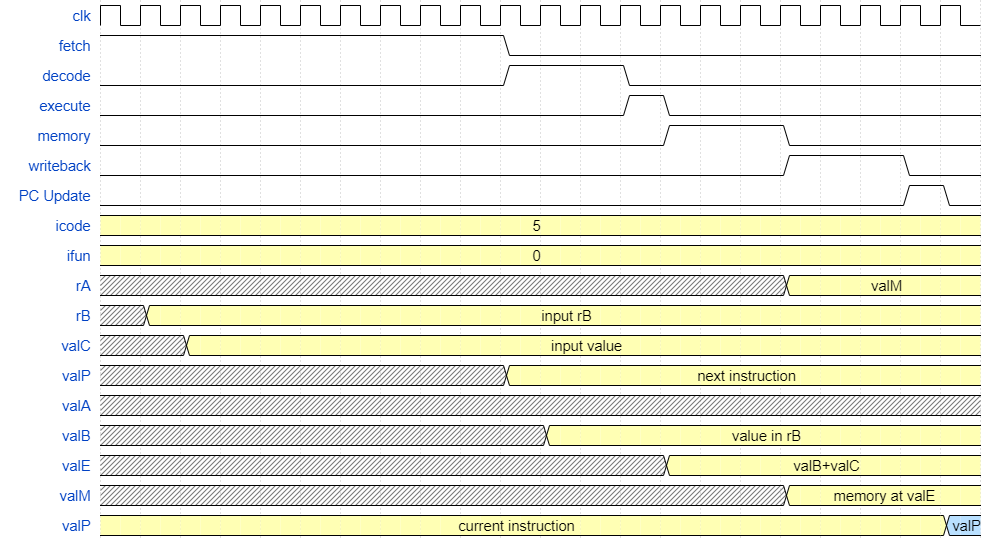 clk
fetch
decode
execute
memory
writeback
PC Update
icode 5
ifun 0
rA valM
rB input rB
valC input value
valP next instruction
valA
valB value in rB
valE valB+valC
valM memory at valE
valP current instruction valP